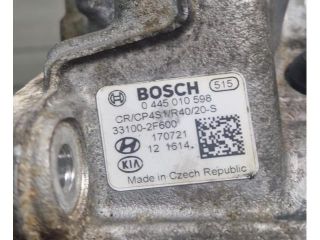 BOSCH 515
0 445 010 598
CR/CP4S1/R40/20-S
33100-2F600
170721
12 1614
KIA
Made in Czech Republic